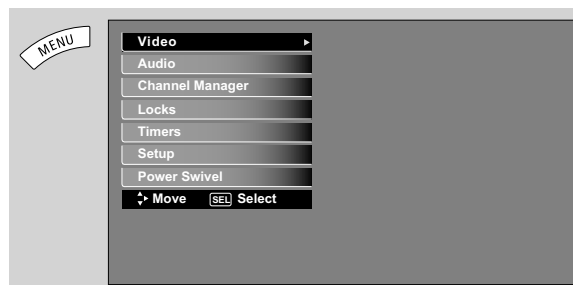 MENU
Video
Audio
Channel Manager
Locks
Timers
Setup
Power Swivel
Move SEL Select